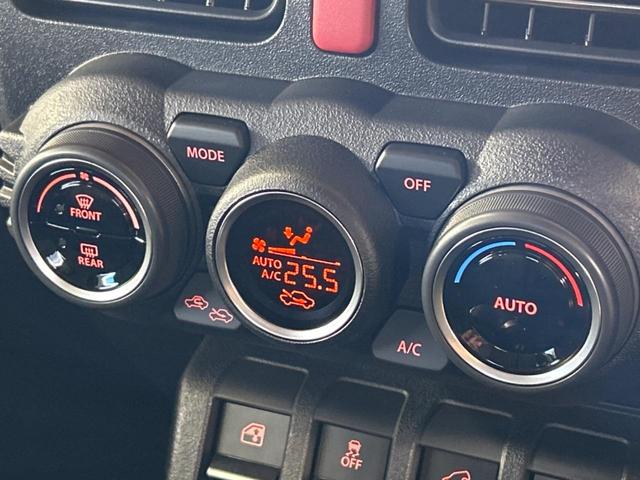 MODE
OFF
FRONT
REAR
AUTO
A/C 25.5
AUTO
A/C
OFF